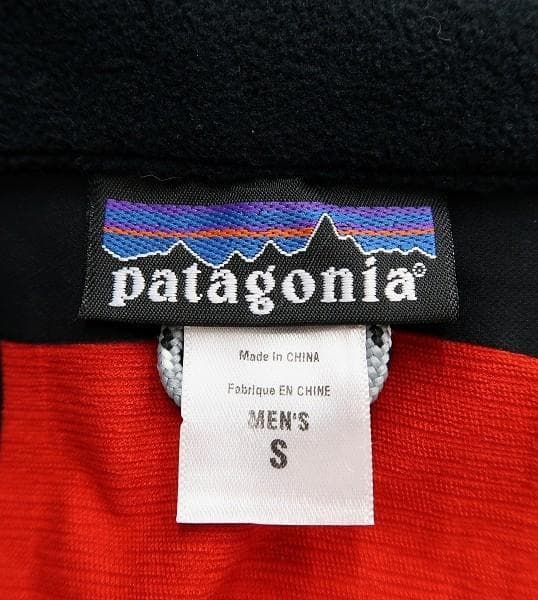 patagonia®
Made in CHINA
Fabrique EN CHINE
MEN'S
S